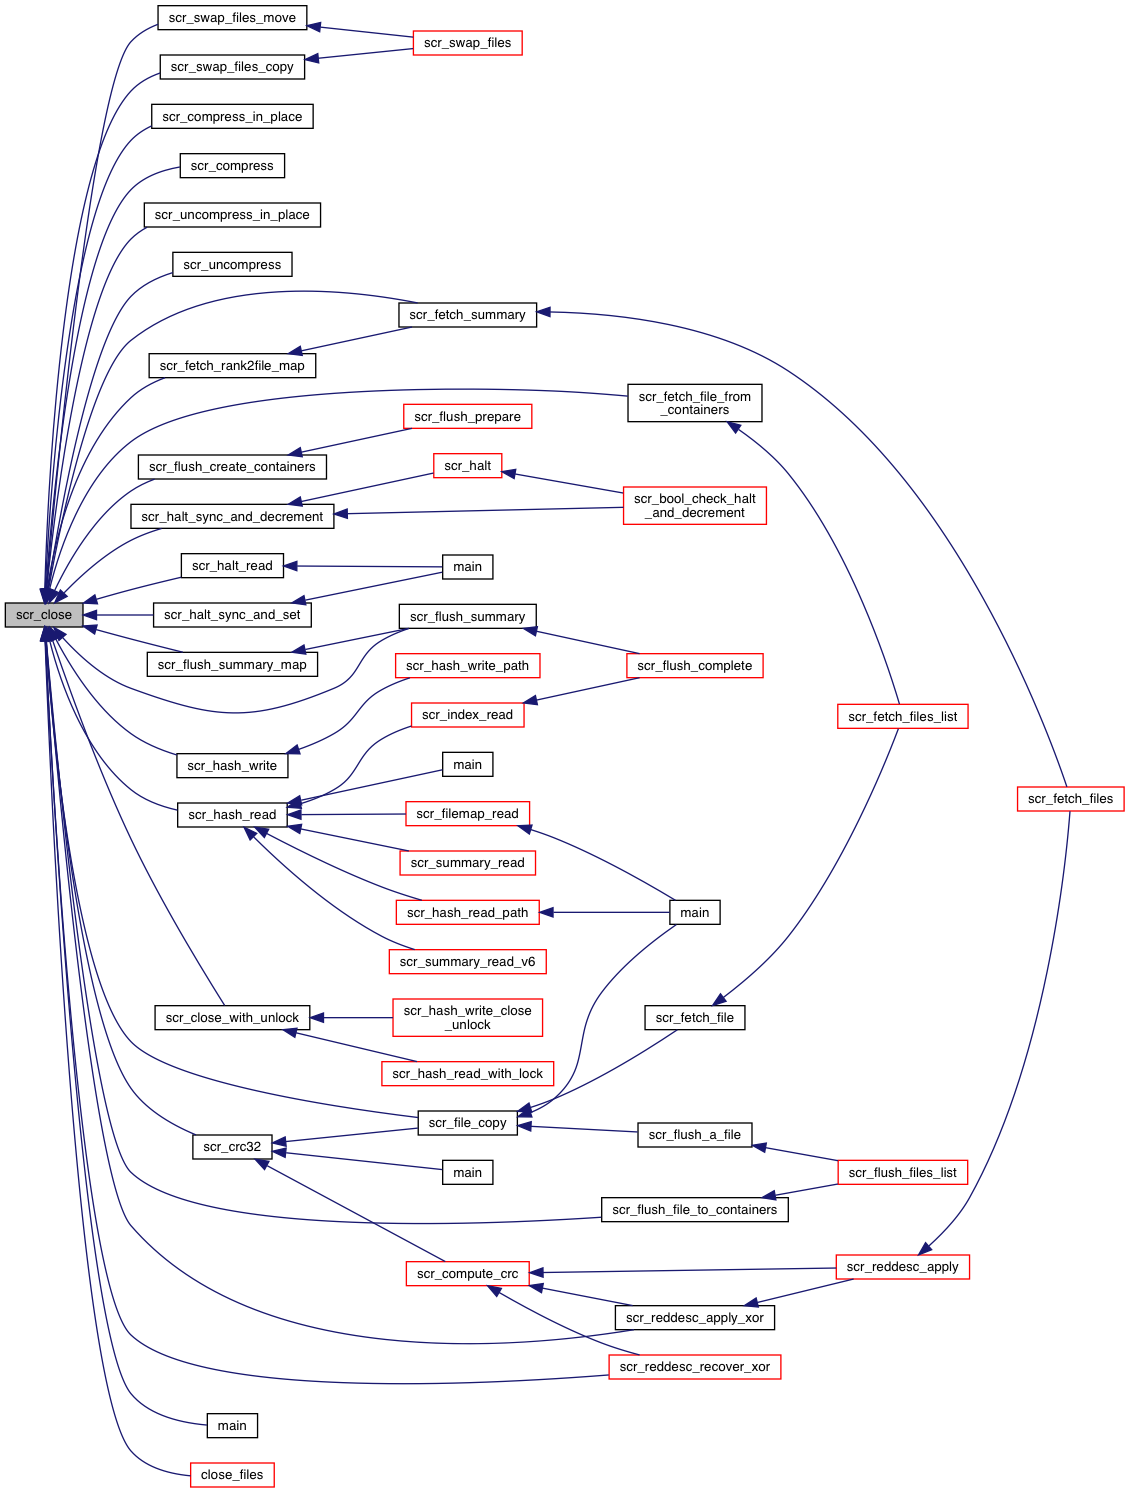 scr_swap_files_move
scr_swap_files
scr_swap_files_copy
scr_compress_in_place
scr_compress
scr_uncompress_in_place
scr_uncompress
scr_fetch_summary
scr_fetch_rank2file_map
scr_fetch_file_from
_containers
scr_flush_prepare
scr_flush_create_containers
scr_halt
scr_bool_check_halt
_and_decrement
scr_halt_sync_and_decrement
scr_halt_read
main
scr_close
scr_halt_sync_and_set
scr_flush_summary
scr_flush_summary_map
scr_hash_write_path
scr_flush_complete
scr_index_read
scr_fetch_files_list
scr_hash_write
main
scr_fetch_files
scr_hash_read
scr_filemap_read
scr_summary_read
scr_hash_read_path
main
scr_summary_read_v6
scr_close_with_unlock
scr_hash_write_close
_unlock
scr_fetch_file
scr_hash_read_with_lock
scr_file_copy
scr_flush_a_file
scr_crc32
main
scr_flush_files_list
scr_flush_file_to_containers
scr_compute_crc
scr_reddesc_apply
scr_reddesc_apply_xor
scr_reddesc_recover_xor
main
close_files